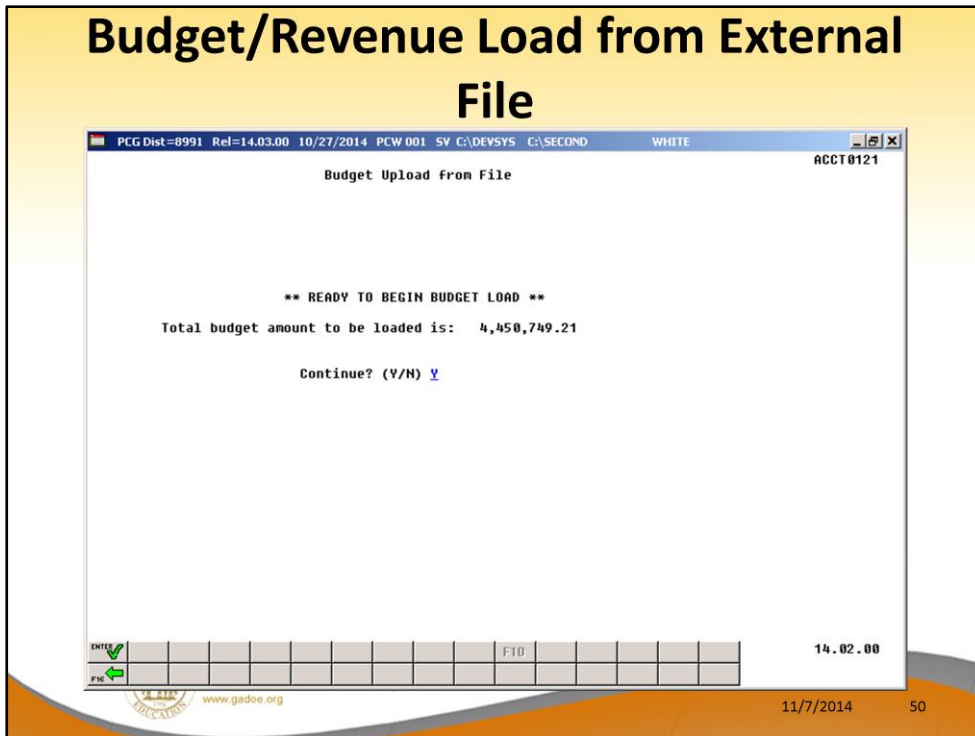 Budget/Revenue Load from External
File
PCG Dist=8991 Rel=14.03.00 10/27/2014 PCW 001 SV C:\DEVSYS C:\SECOND WHITE
ACCT0121
Budget Upload from File
** READY TO BEGIN BUDGET LOAD **
Total budget amount to be loaded is: 4,450,749.21
Continue? (Y/N) Y
ENTER
F10
14.02.00
F16
EDUCATION
www.gadoe.org
11/7/2014 50